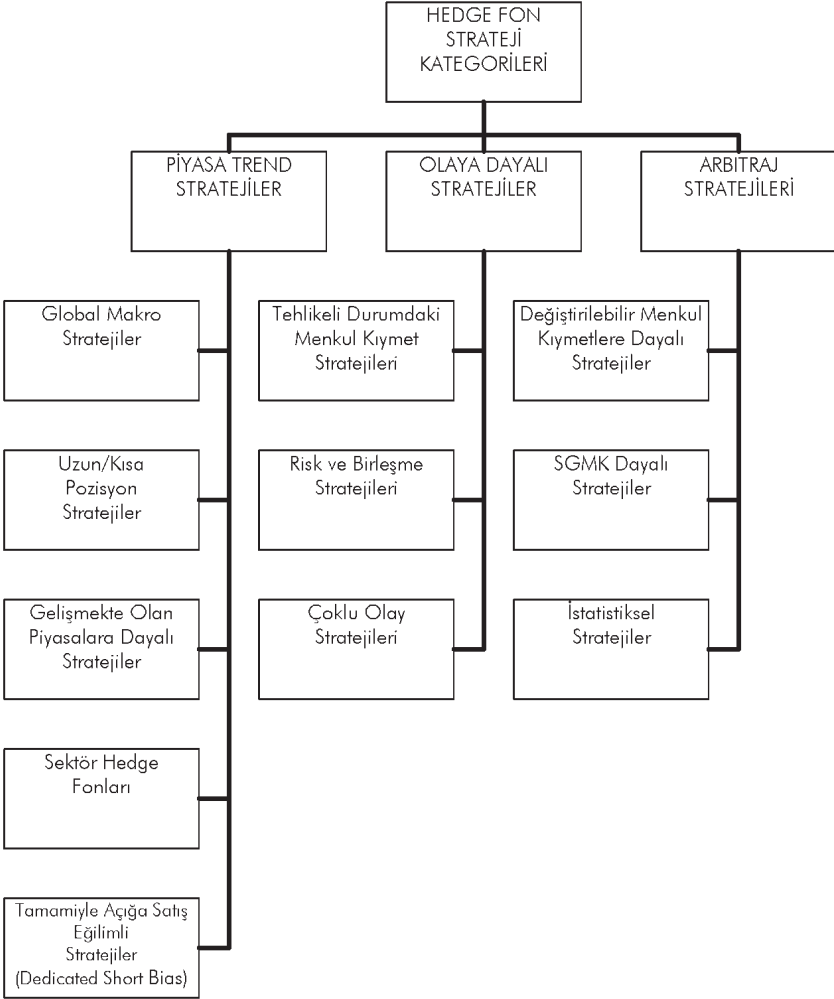 HEDGE FON
STRATEJİ
KATEGORİLERİ
PİYASA TREND
STRATEJİLER
OLAYA DAYALI
STRATEJİLER
ARBITRAJ
STRATEJİLERİ
Global Makro
Stratejiler
Tehlikeli Durumdaki
Menkul Kıymet
Stratejileri
Değiştirilebilir Menkul
Kıymetlere Dayalı
Stratejiler
Uzun/Kısa
Pozisyon
Stratejiler
Risk ve Birleşme
Stratejileri
SGMK Dayalı
Stratejiler
Gelişmekte Olan
Piyasalara Dayalı
Stratejiler
Çoklu Olay
Stratejileri
İstatistiksel
Stratejiler
Sektör Hedge
Fonları
Tamamiyle Açığa Satış
Eğilimli
Stratejiler
(Dedicated Short Bias)